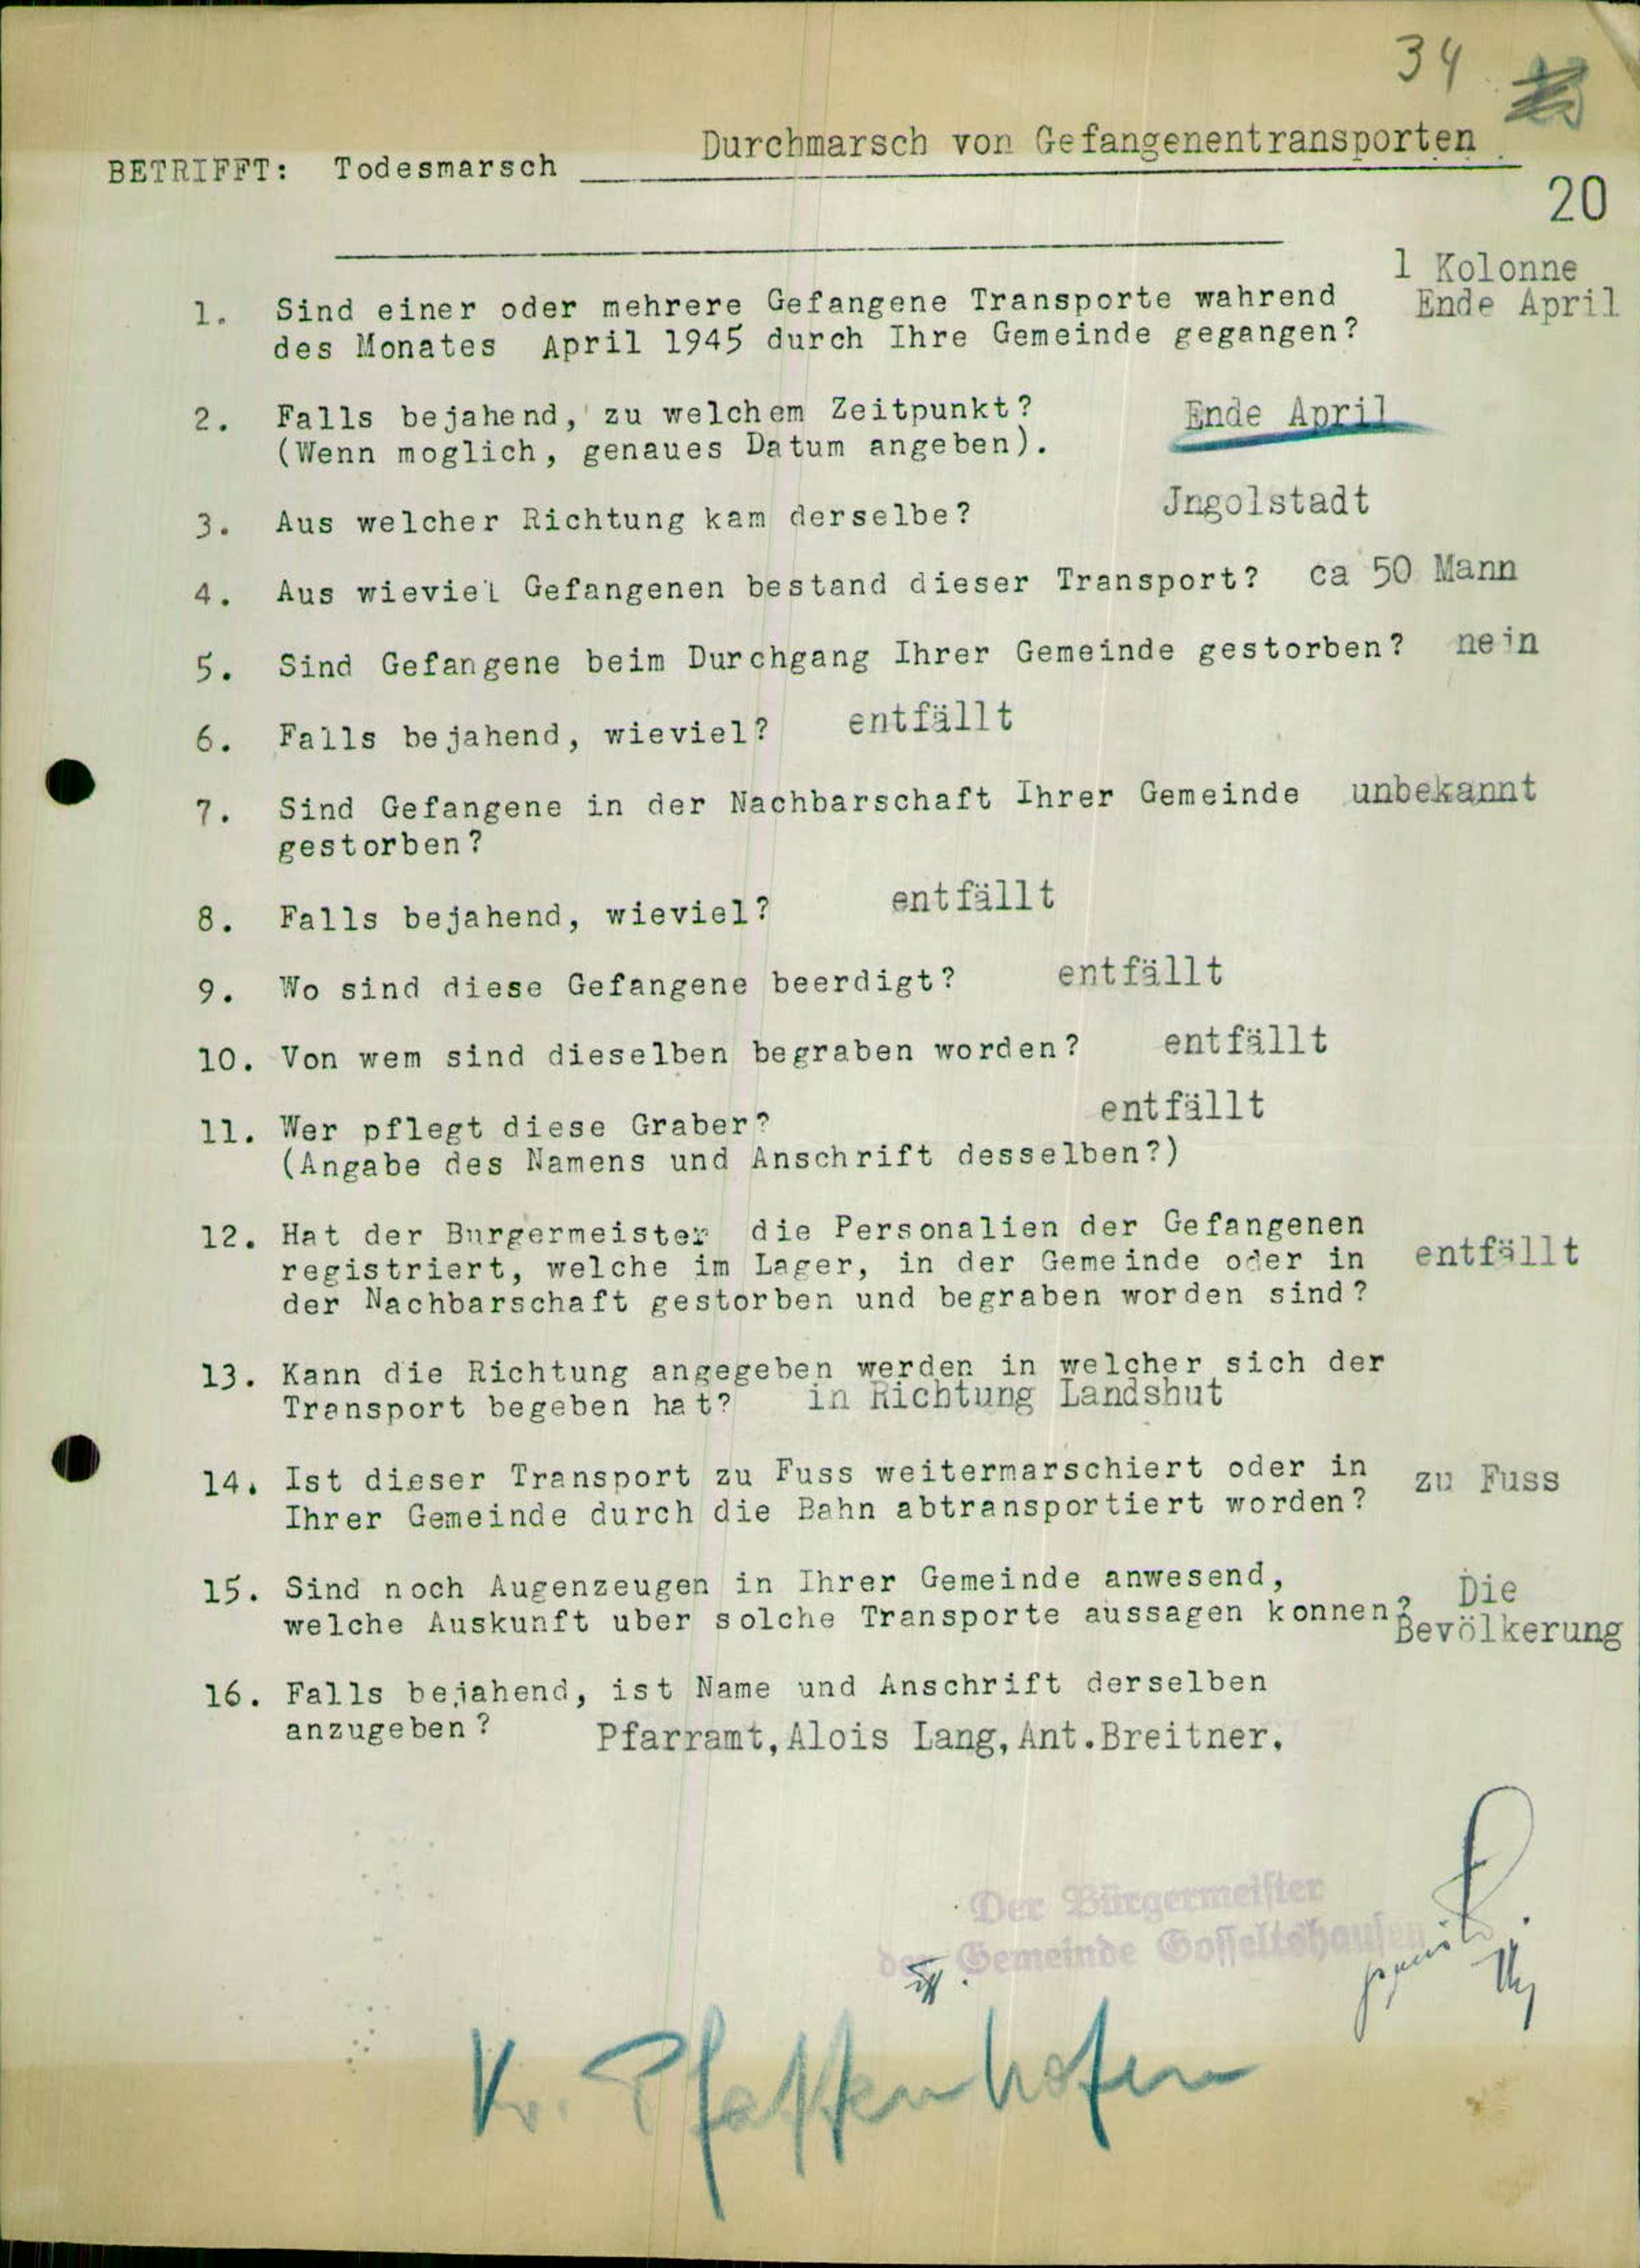 34
Durchmarsch von Gefangenentransporten
BETRIFFT: Todesmarsch
20
1 Kolonne
Ende April
1. Sind einer oder mehrere Gefangene Transporte wahrend
des Monates April 1945 durch Ihre Gemeinde gegangen?
2. Falls bejahend, zu welchem Zeitpunkt? Ende April
(Wenn moglich, genaues Datum angeben).
3. Aus welcher Richtung kam derselbe? Jngolstadt
4. Aus wieviel Gefangenen bestand dieser Transport? ca 50 Mann
5. Sind Gefangene beim Durchgang Ihrer Gemeinde gestorben? nein
6. Falls bejahend, wieviel? entfällt
7. Sind Gefangene in der Nachbarschaft Ihrer Gemeinde unbekannt
gestorben?
8. Falls bejahend, wieviel? entfällt
9. Wo sind diese Gefangene beerdigt? entfällt
10. Von wem sind dieselben begraben worden? entfällt
11. Wer pflegt diese Graber? entfällt
(Angabe des Namens und Anschrift desselben?)
12. Hat der Burgermeister die Personalien der Gefangenen
registriert, welche im Lager, in der Gemeinde oder in entfällt
der Nachbarschaft gestorben und begraben worden sind?
13. Kann die Richtung angegeben werden in welcher sich der
Transport begeben hat? in Richtung Landshut
14. Ist dieser Transport zu Fuss weitermarschiert oder in zu Fuss
Ihrer Gemeinde durch die Bahn abtransportiert worden?
15. Sind noch Augenzeugen in Ihrer Gemeinde anwesend, Die
welche Auskunft uber solche Transporte aussagen konnen? Bevölkerung
16. Falls bejahend, ist Name und Anschrift derselben
anzugeben? Pfarramt,Alois Lang,Ant.Breitner.
Der Bürgermeister
der Gemeinde Gosseltshausen
Kr. Pfaffenhofen